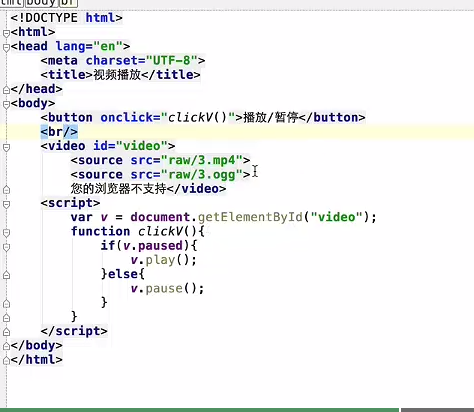 <!DOCTYPE html>
<html>
<head lang="en">
    <meta charset="UTF-8">
    <title>视频播放</title>
</head>
<body>
    <button onclick="clickV()">播放/暂停</button>
    <br/>
    <video id="video">
        <source src="raw/3.mp4">
        <source src="raw/3.ogg">
        您的浏览器不支持</video>
    <script>
        var v = document.getElementById("video");
        function clickV(){
            if(v.paused){
                v.play();
            }else{
                v.pause();
            }
        }
    </script>
</body>
</html>